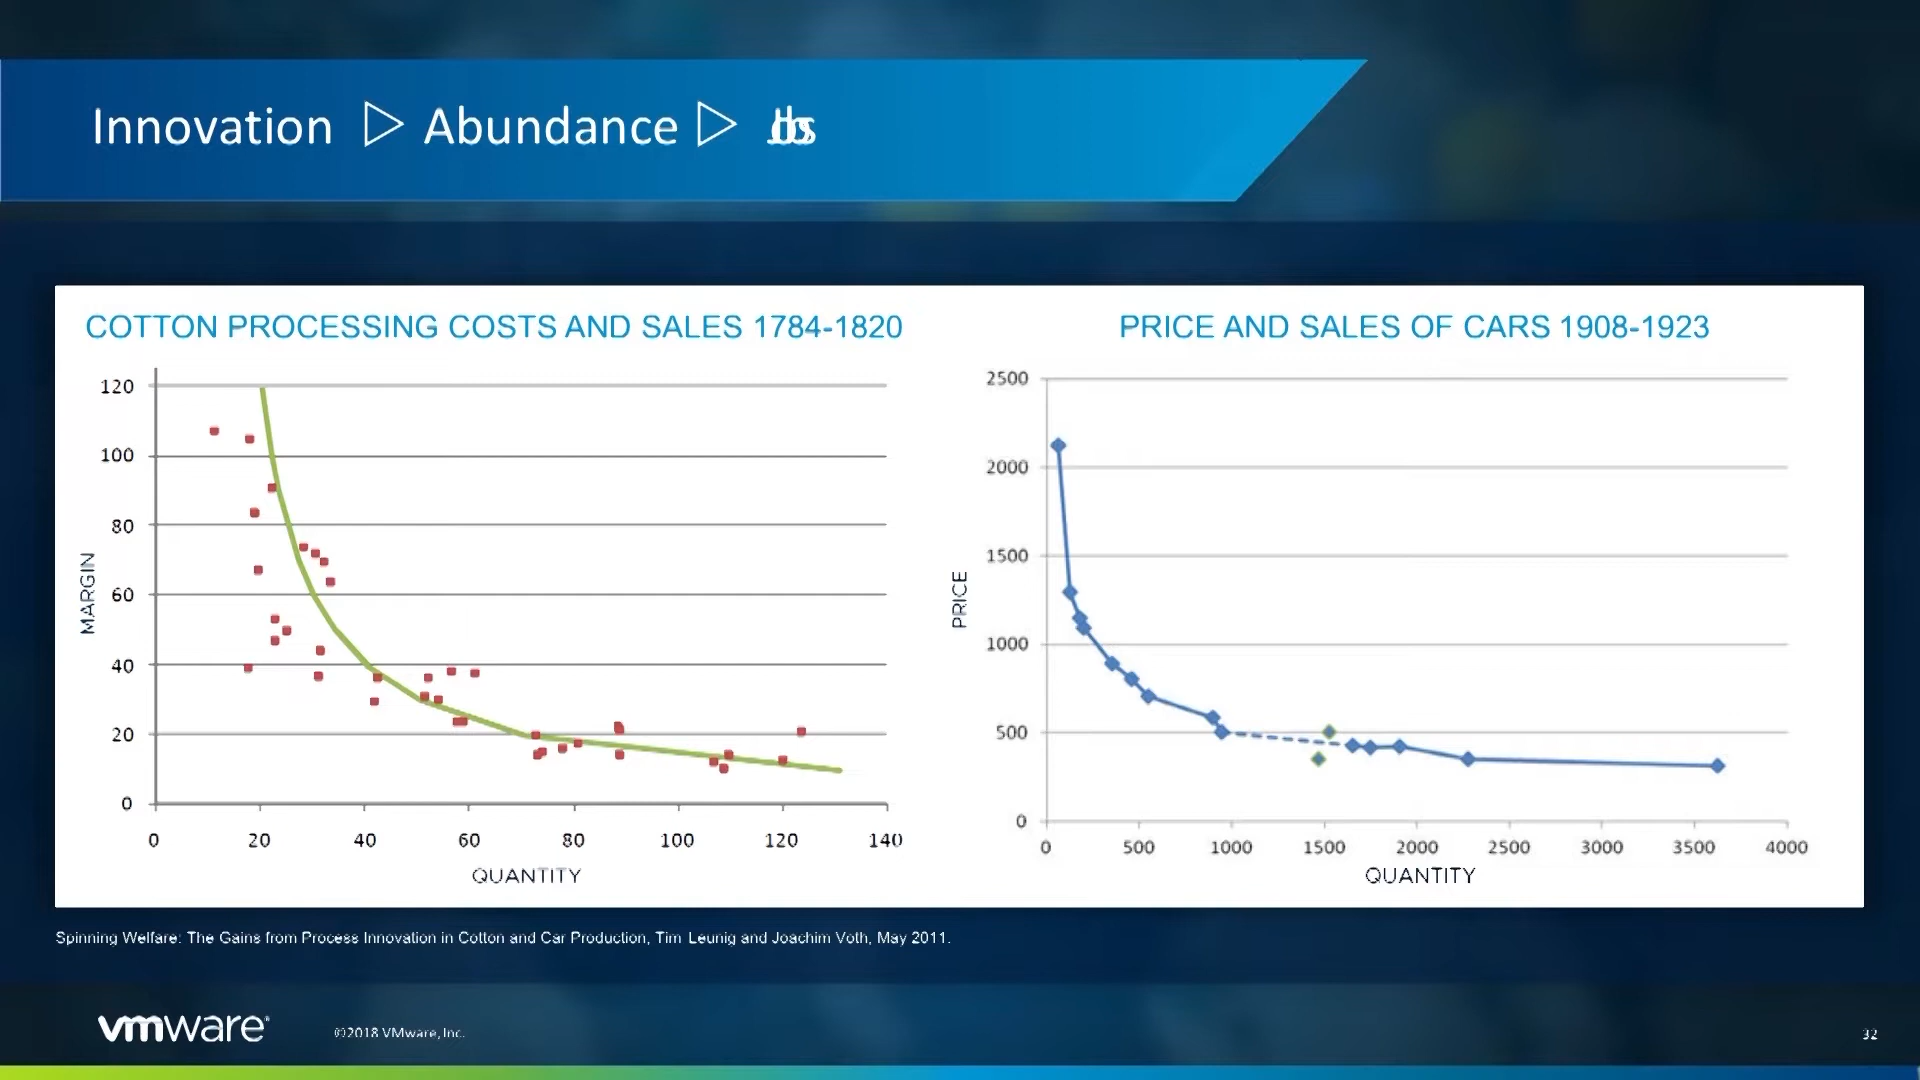 Innovation ▷ Abundance ▷
COTTON PROCESSING COSTS AND SALES 1784-1820
120
100
80
60
40
20
0
MARGIN
0 20 40 60 80 100 120 140
QUANTITY
PRICE AND SALES OF CARS 1908-1923
2500
2000
1500
1000
500
0
PRICE
0 500 1000 1500 2000 2500 3000 3500 4000
QUANTITY
Spinning Welfare: The Gains from Process Innovation in Cotton and Car Production, Tim Leunig and Joachim Voth, May 2011.
vmware®
©2018 VMware, Inc.
32